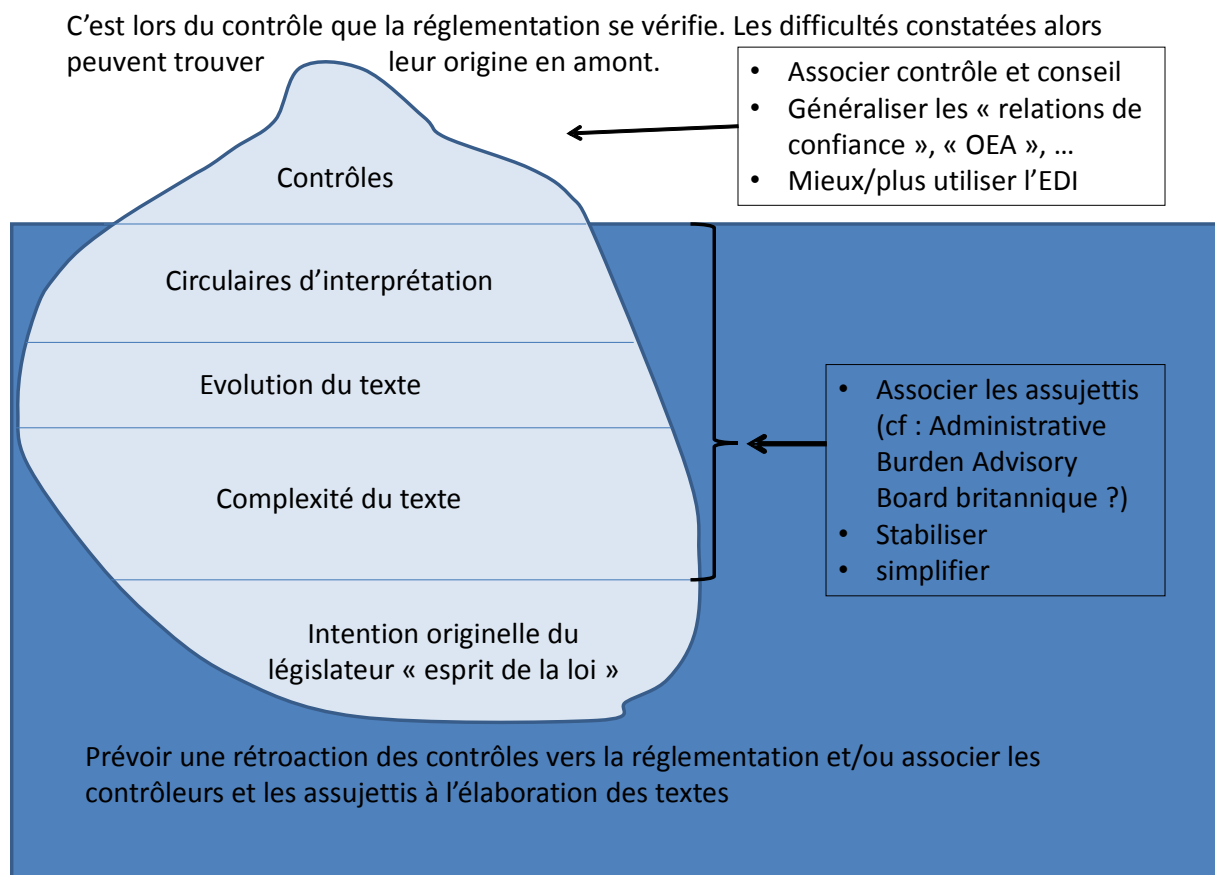 C’est lors du contrôle que la réglementation se vérifie. Les difficultés constatées alors
peuvent trouver leur origine en amont.
• Associer contrôle et conseil
• Généraliser les « relations de
confiance », « OEA », …
• Mieux/plus utiliser l’EDI
Contrôles
Circulaires d’interprétation
Evolution du texte
Complexité du texte
• Associer les assujettis
(cf : Administrative
Burden Advisory
Board britannique ?)
• Stabiliser
• simplifier
Intention originelle du
législateur « esprit de la loi »
Prévoir une rétroaction des contrôles vers la réglementation et/ou associer les
contrôleurs et les assujettis à l’élaboration des textes